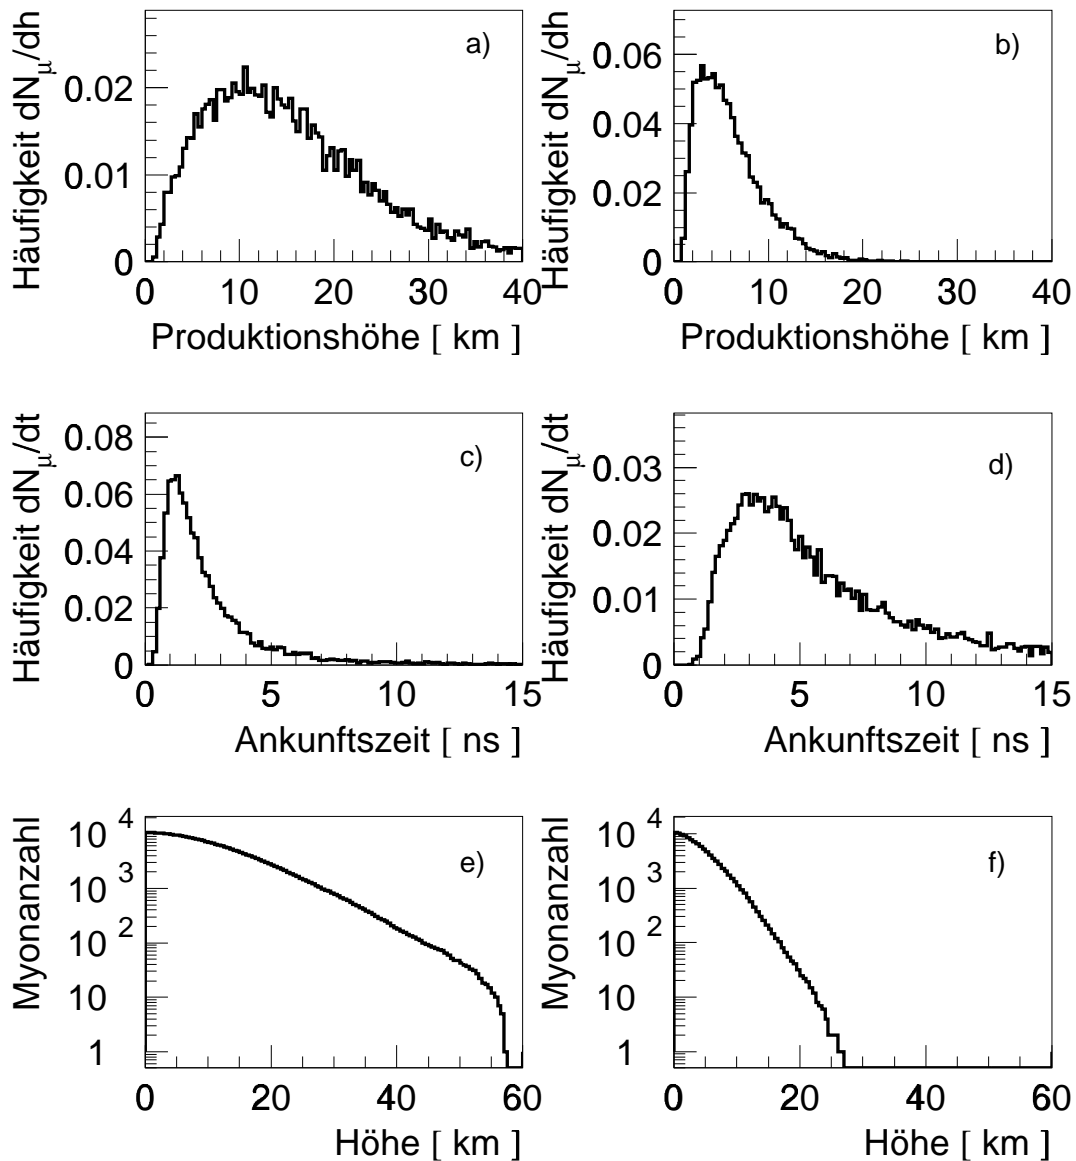 Häufigkeit dNμ/dh
a)
0.02
0.01
0
0 10 20 30 40
Produktionshöhe [ km ]
Häufigkeit dNμ/dh
b)
0.06
0.04
0.02
0
0 10 20 30 40
Produktionshöhe [ km ]
Häufigkeit dNμ/dt
c)
0.08
0.06
0.04
0.02
0
0 5 10 15
Ankunftszeit [ ns ]
Häufigkeit dNμ/dt
d)
0.03
0.02
0.01
0
0 5 10 15
Ankunftszeit [ ns ]
Myonanzahl
e)
10 4
10 3
10 2
10
1
0 20 40 60
Höhe [ km ]
Myonanzahl
f)
10 4
10 3
10 2
10
1
0 20 40 60
Höhe [ km ]